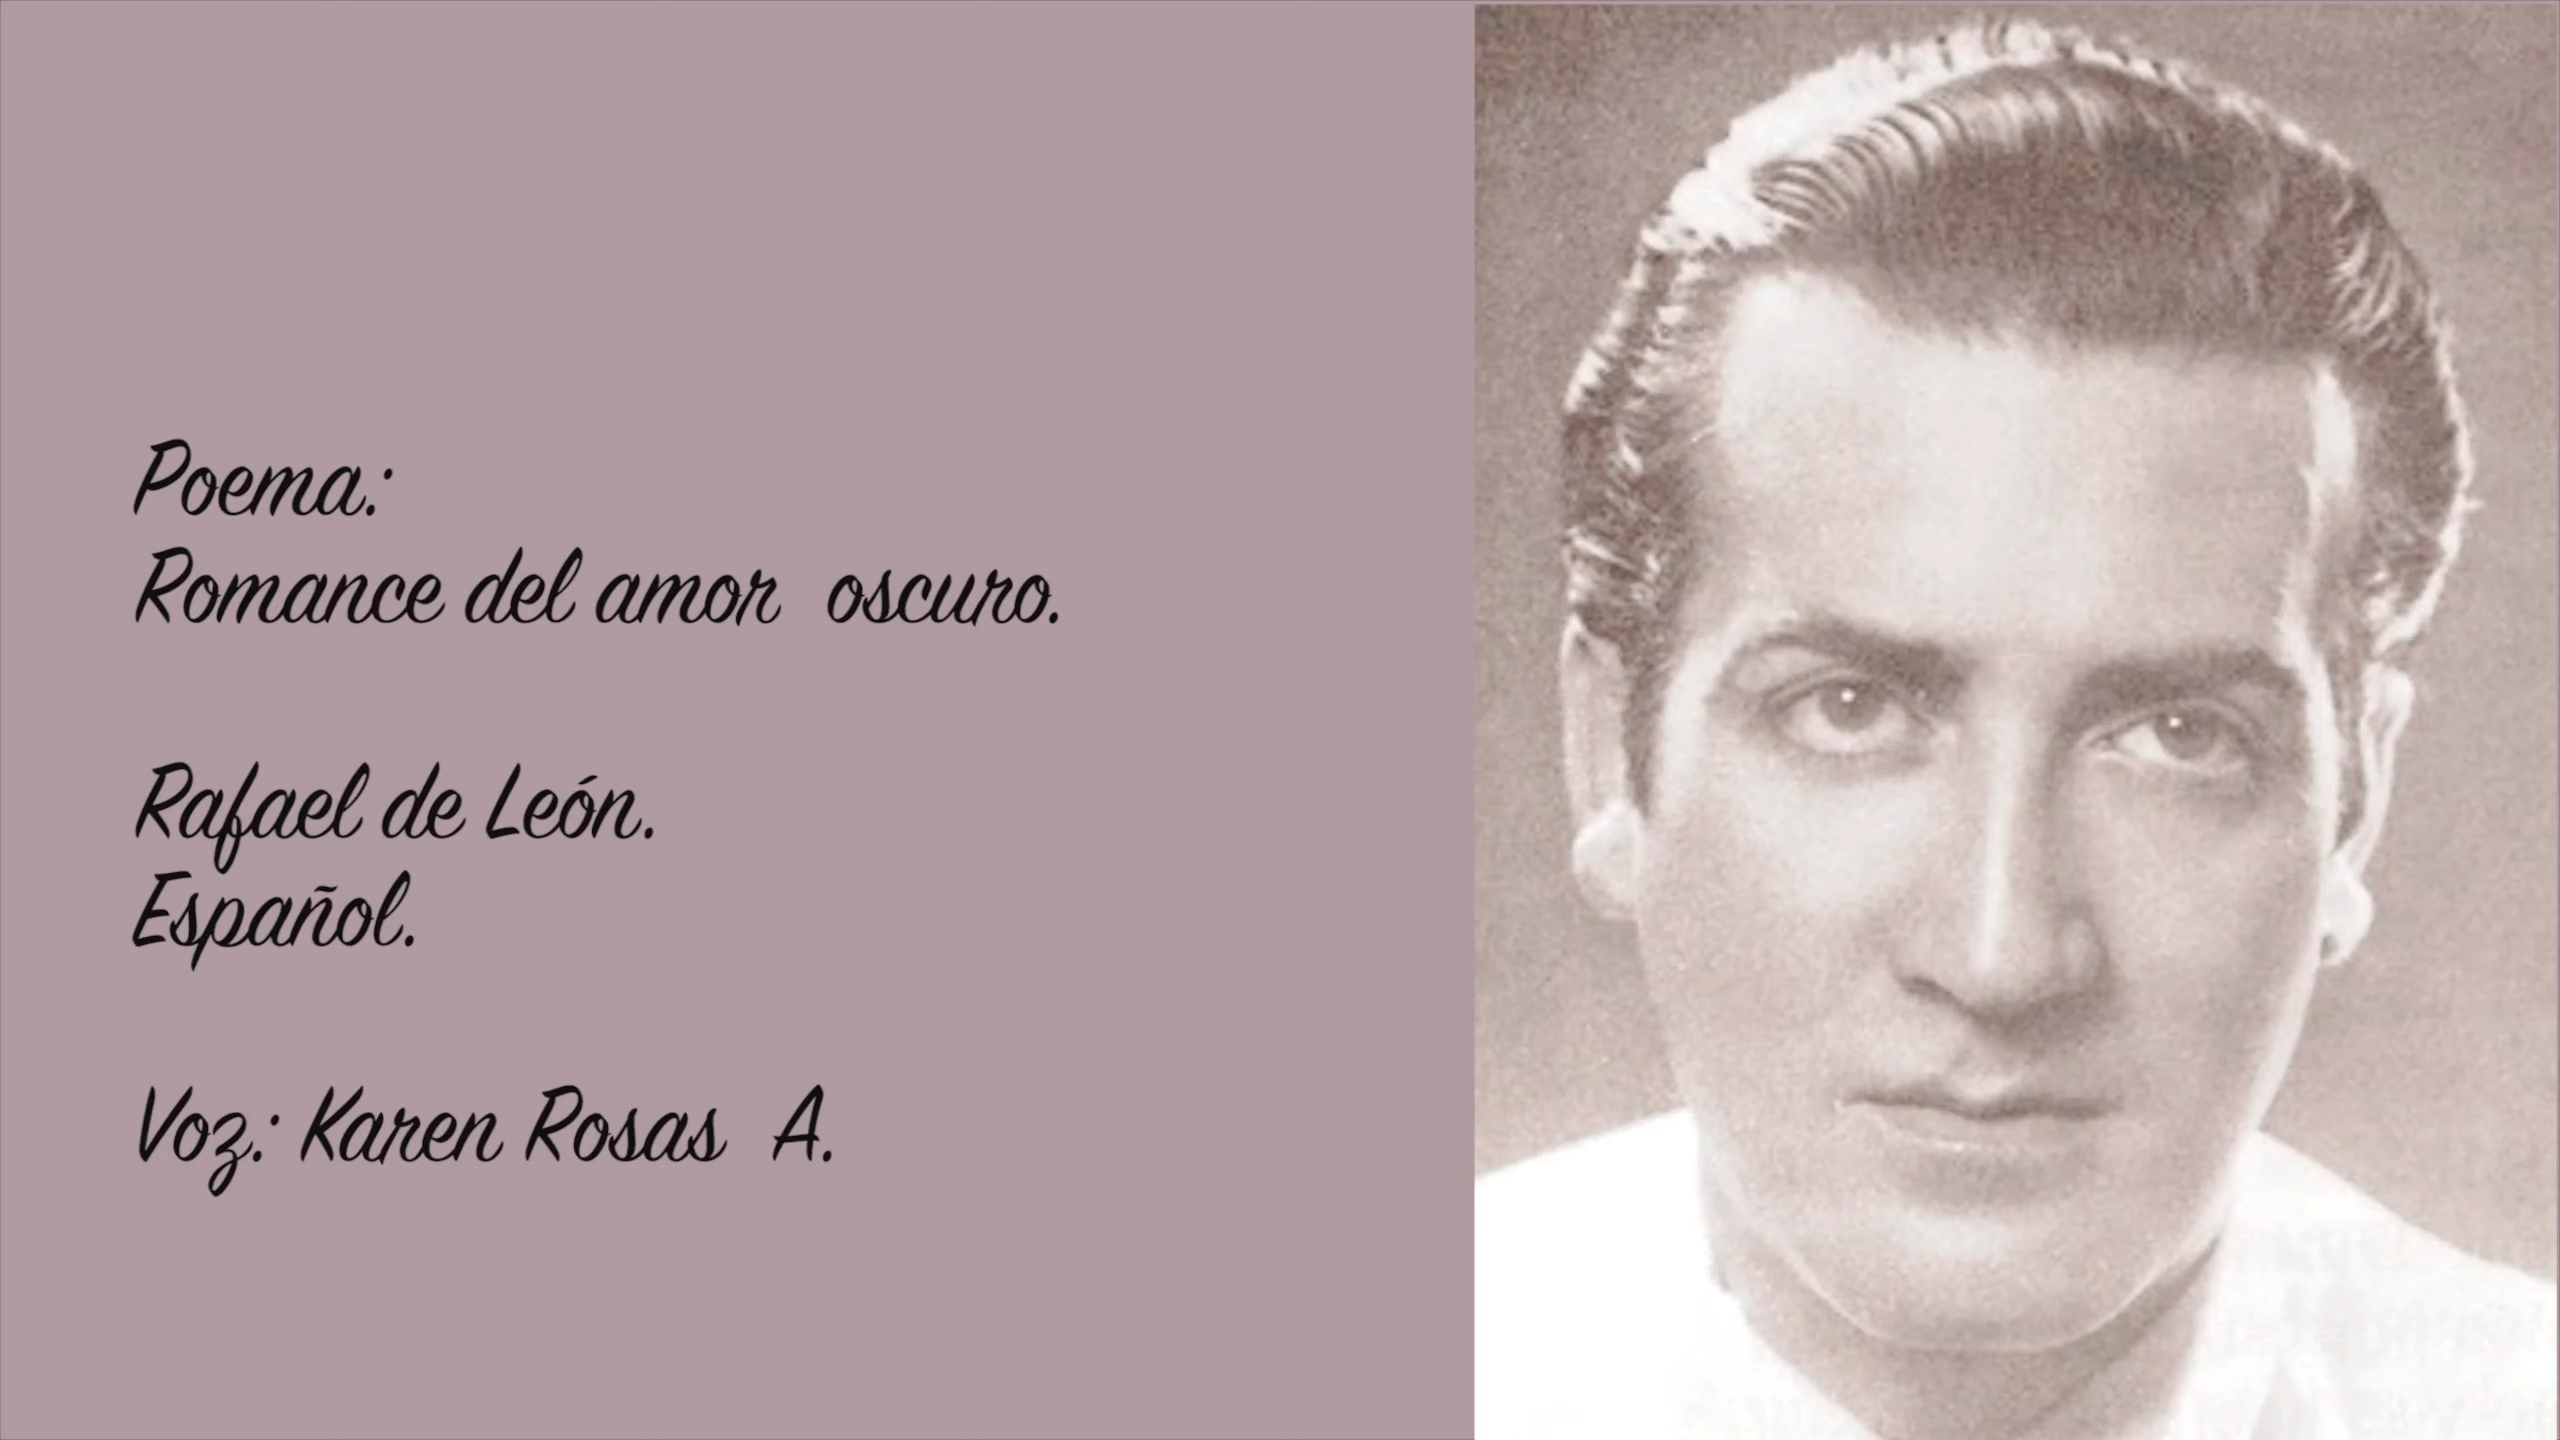 Poema:
Romance del amor oscuro.
Rafael de León.
Español.
Voz: Karen Rosas A.